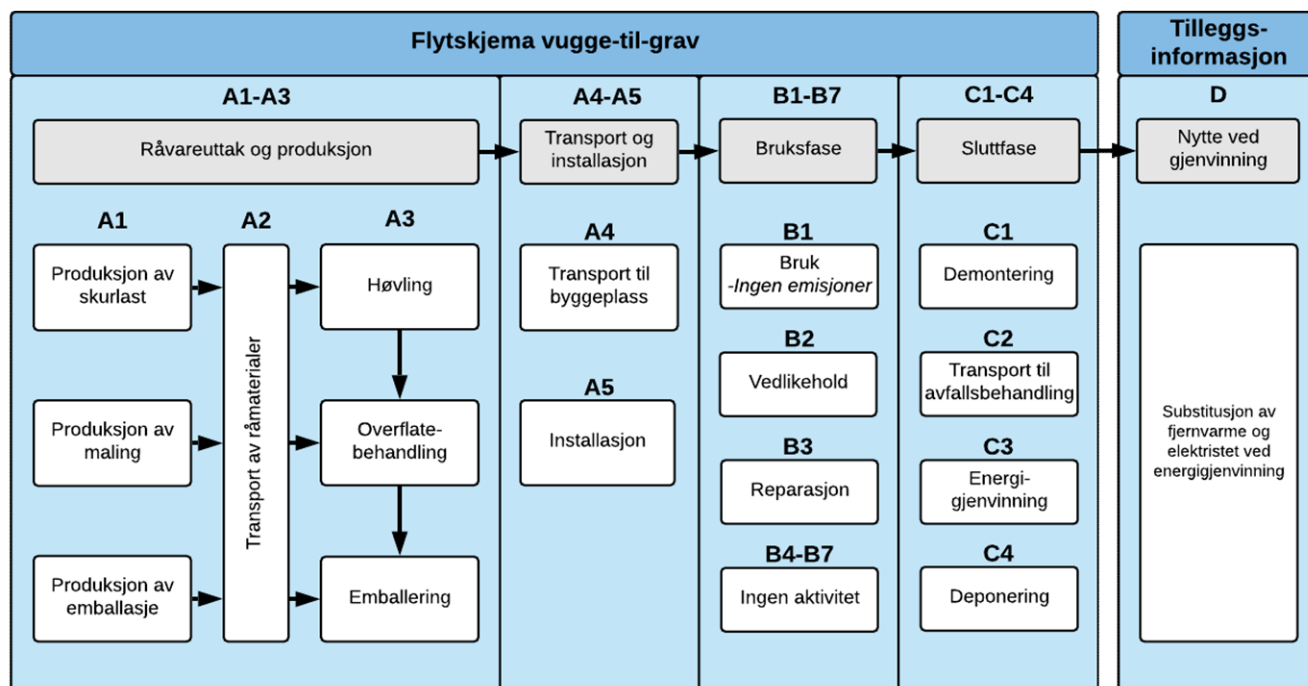 Flytskjema vugge-til-grav
Tilleggs-
informasjon
A1-A3
A4-A5
B1-B7
C1-C4
D
Råvareuttak og produksjon
Transport og
installasjon
Bruksfase
Sluttfase
Nytte ved
gjenvinning
A1
Produksjon av
skurlast
Produksjon av
maling
Produksjon av
emballasje
A2
Transport av råmaterialer
A3
Høvling
Overflate-
behandling
Emballering
A4
Transport til
byggeplass
A5
Installasjon
B1
Bruk
-Ingen emisjoner
B2
Vedlikehold
B3
Reparasjon
B4-B7
Ingen aktivitet
C1
Demontering
C2
Transport til
avfallsbehandling
C3
Energi-
gjenvinning
C4
Deponering
Substitusjon av
fjernvarme og
elektristet ved
energigjenvinning